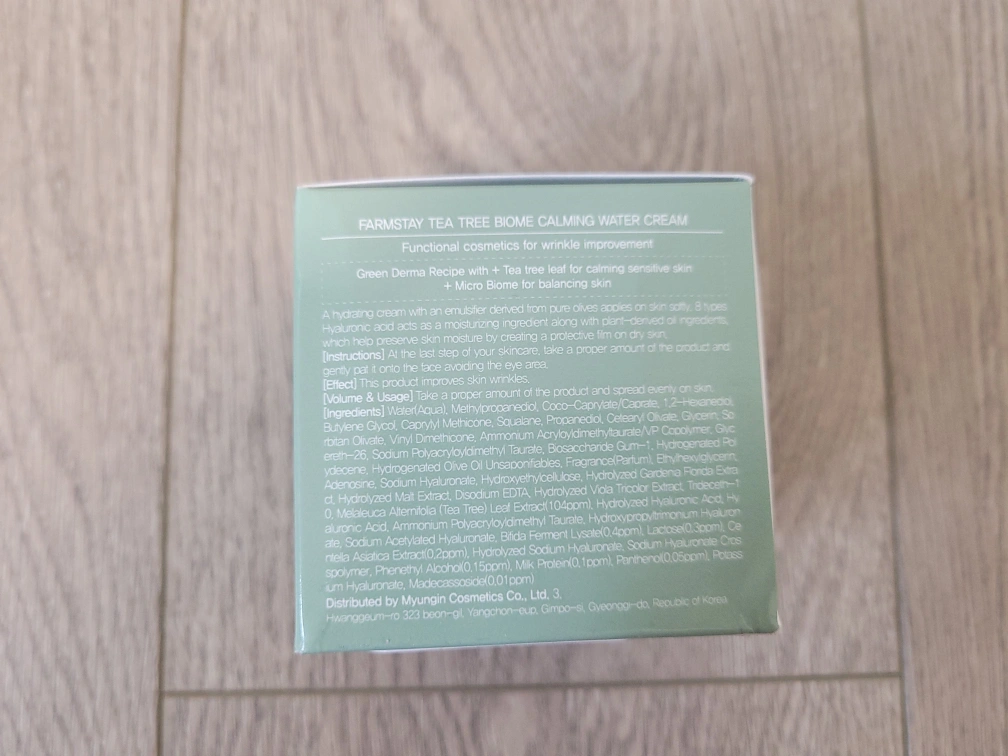 FARMSTAY TEA TREE BIOME CALMING WATER CREAM
Functional cosmetics for wrinkle improvement
Green Derma Recipe with + Tea tree leaf for calming sensitive skin
+ Micro Biome for balancing skin
A hydrating cream with an emulsifier derived from pure olives applies on skin softly. 8 types
Hyaluronic acid acts as a moisturizing ingredient along with plant-derived oil ingredients,
which help preserve skin moisture by creating a protective film on dry skin.
[Instructions] At the last step of your skincare, take a proper amount of the product and
gently pat it onto the face avoiding the eye area.
[Effect] This product improves skin wrinkles.
[Volume & Usage] Take a proper amount of the product and spread evenly on skin.
[Ingredients] Water(Aqua), Methylpropanediol, Coco-Caprylate/Caprate, 1,2-Hexanediol,
Butylene Glycol, Caprylyl Methicone, Squalane, Propanediol, Cetearyl Olivate, Glycerin, So
rbitan Olivate, Vinyl Dimethicone, Ammonium Acryloyldimethyltaurate/VP Copolymer, Glyc
ereth-26, Sodium Polyacryloyldimethyl Taurate, Biosaccharide Gum-1, Hydrogenated Pol
ydecene, Hydrogenated Olive Oil Unsaponifiables, Fragrance(Parfum), Ethylhexylglycerin,
Adenosine, Sodium Hyaluronate, Hydroxyethylcellulose, Hydrolyzed Gardenia Florida Extra
ct, Hydrolyzed Malt Extract, Disodium EDTA, Hydrolyzed Viola Tricolor Extract, Trideceth-1
0, Melaleuca Alternifolia (Tea Tree) Leaf Extract(104ppm), Hydrolyzed Hyaluronic Acid, Hy
aluronic Acid, Ammonium Polyacryloyldimethyl Taurate, Hydroxypropyltrimonium Hyaluron
ate, Sodium Acetylated Hyaluronate, Bifida Ferment Lysate(0.4ppm), Lactose(0.3ppm), Ce
ntella Asiatica Extract(0.2ppm), Hydrolyzed Sodium Hyaluronate, Sodium Hyaluronate Cros
spolymer, Phenethyl Alcohol(0.15ppm), Milk Protein(0.1ppm), Panthenol(0.05ppm), Potass
ium Hyaluronate, Madecassoside(0.01ppm)
Distributed by Myungin Cosmetics Co., Ltd. 3,
Hwanggeum-ro 323 beon-gil, Yangchon-eup, Gimpo-si, Gyeonggi-do, Republic of Korea